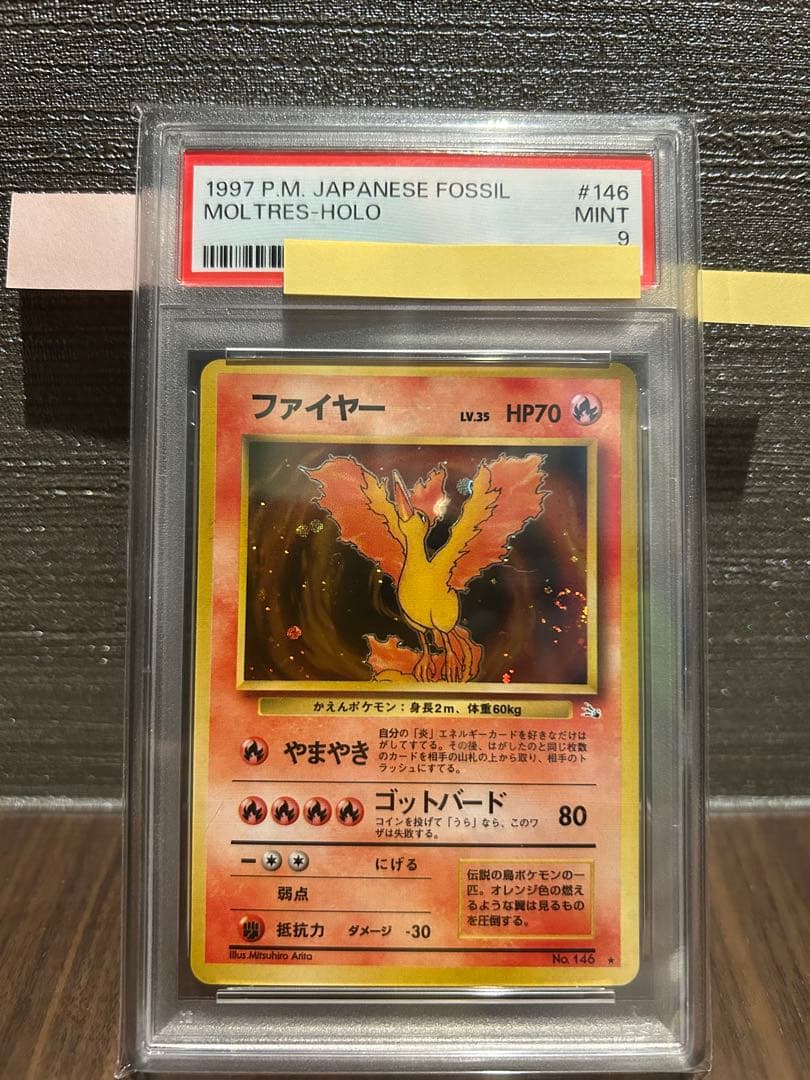 1997 P.M. JAPANESE FOSSIL #146
MOLTRES-HOLO MINT
9
ファイヤー LV.35 HP70
かえんポケモン：身長2m、体重60kg
やまやき
自分の「炎」エネルギーカードを好きなだけは
がしてすてる。その後、はがしたのと同じ枚数
のカードを相手の山札の上から取り、相手のト
ラッシュにすてる。
ゴットバード 80
コインを投げて「うら」なら、このワ
ザは失敗する。
にげる
弱点
抵抗力 ダメージ -30
伝説の鳥ポケモンの一
匹。オレンジ色の燃え
るような翼は見るもの
を圧倒する。
Illus.Mitsuhiro Arita No. 146 ★